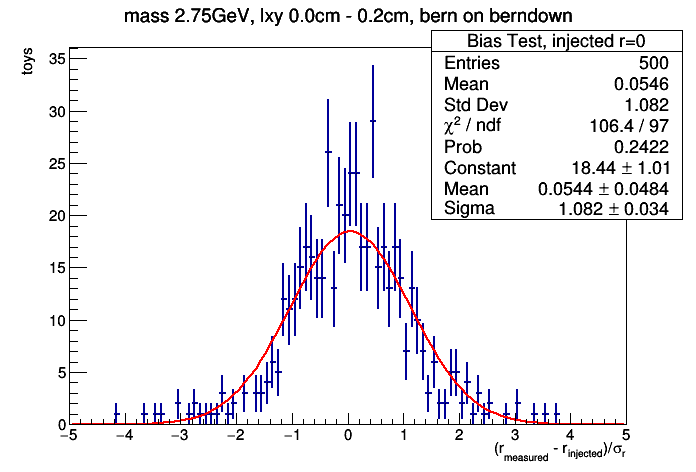 mass 2.75GeV, lxy 0.0cm - 0.2cm, bern on berndown
Bias Test, injected r=0
Entries 500
Mean 0.0546
Std Dev 1.082
χ² / ndf 106.4 / 97
Prob 0.2422
Constant 18.44 ± 1.01
Mean 0.0544 ± 0.0484
Sigma 1.082 ± 0.034
toys
35
30
25
20
15
10
5
0
−5 −4 −3 −2 −1 0 1 2 3 4 5
(r_measured - r_injected)/σ_r